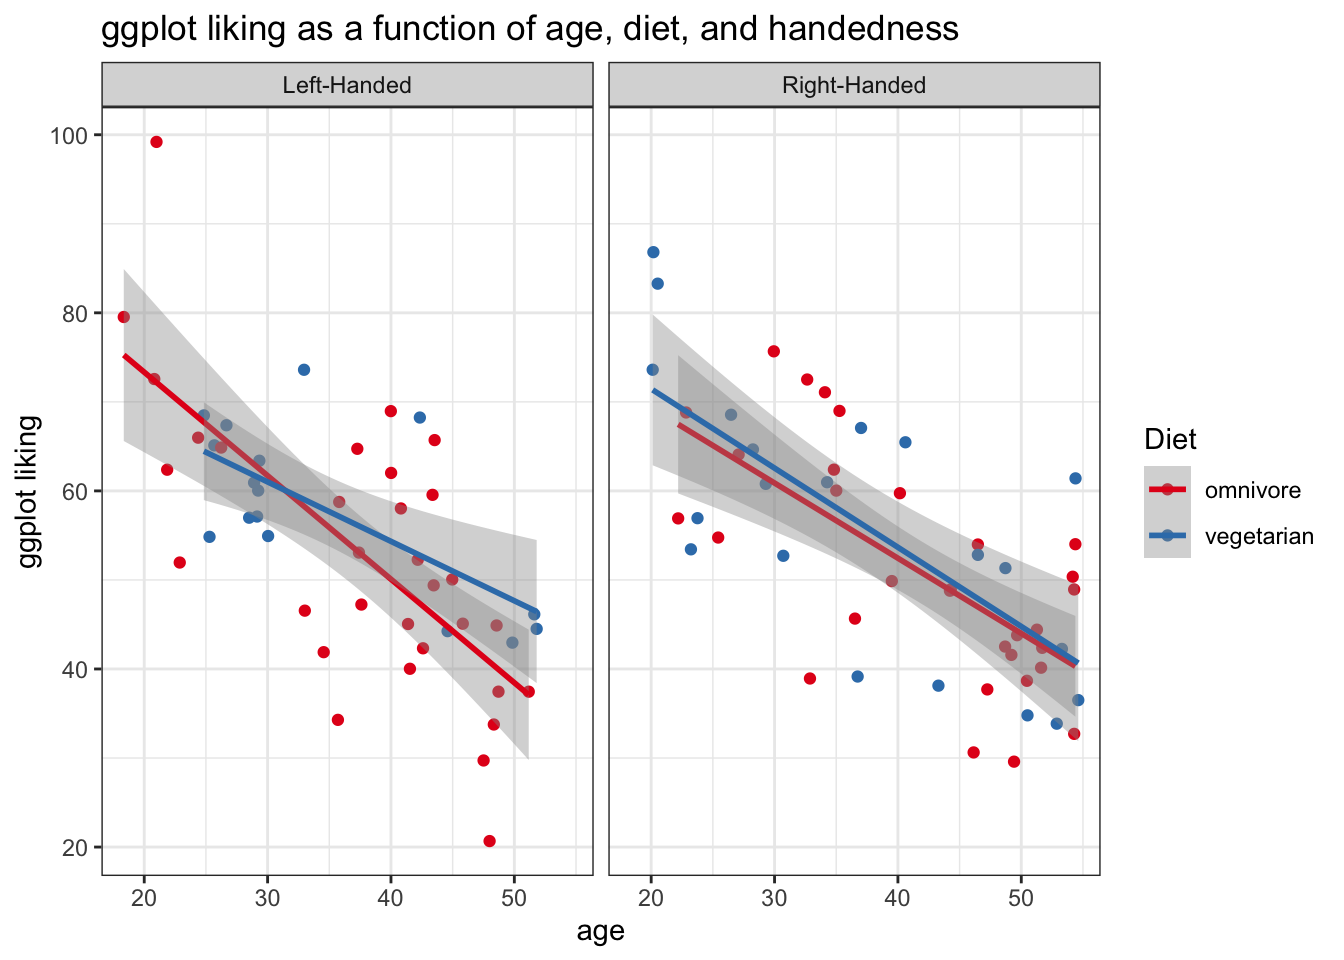 ggplot liking as a function of age, diet, and handedness
Left-Handed
Right-Handed
100
80
60
40
20
ggplot liking
20 30 40 50
20 30 40 50
age
Diet
omnivore
vegetarian